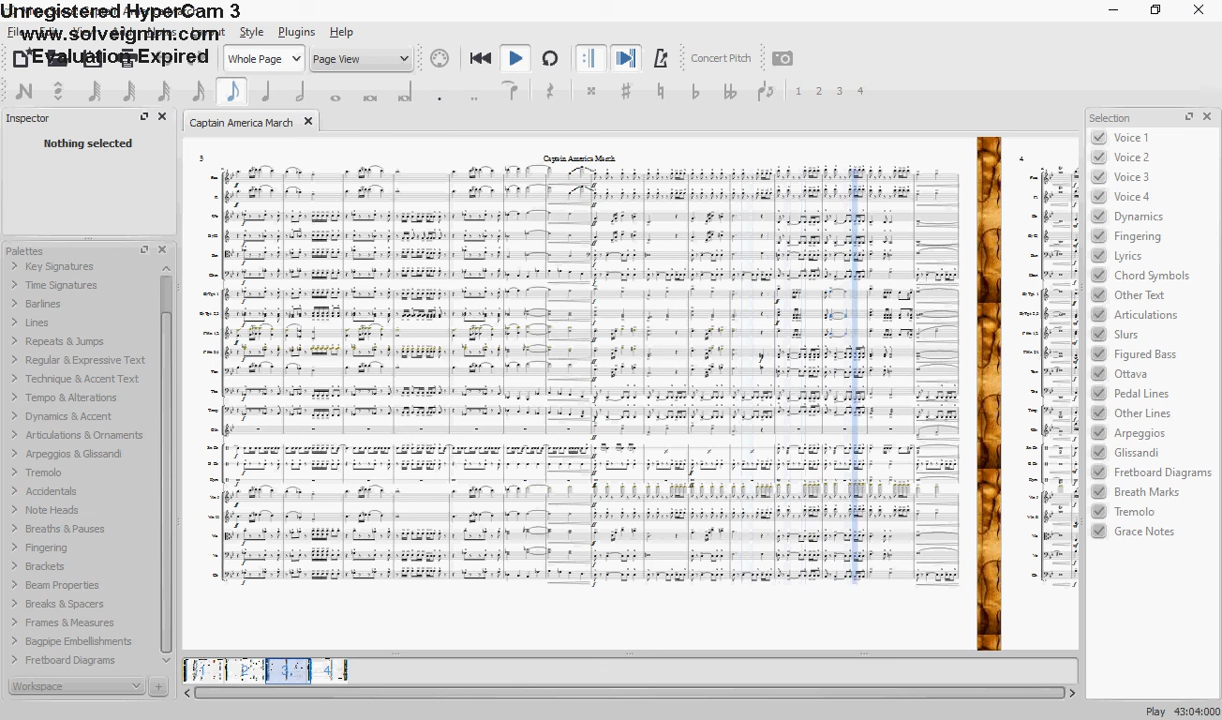 Unregistered HyperCam 3
www.solveigmm.com
Evaluation Expired
Style Plugins Help
Whole Page
Page View
Concert Pitch
1 2 3 4
Inspector
Nothing selected
Captain America March
Selection
Voice 1
Voice 2
Voice 3
Voice 4
Dynamics
Fingering
Lyrics
Chord Symbols
Other Text
Articulations
Slurs
Figured Bass
Ottava
Pedal Lines
Other Lines
Arpeggios
Glissandi
Fretboard Diagrams
Breath Marks
Tremolo
Grace Notes
Palettes
Key Signatures
Time Signatures
Barlines
Lines
Repeats & Jumps
Regular & Expressive Text
Technique & Accent Text
Tempo & Alterations
Dynamics & Accent
Articulations & Ornaments
Arpeggios & Glissandi
Tremolo
Accidentals
Note Heads
Breaths & Pauses
Fingering
Brackets
Beam Properties
Breaks & Spacers
Frames & Measures
Bagpipe Embellishments
Fretboard Diagrams
Workspace
3
Captain America March
4
1 2 3 4
Play 43:04:000